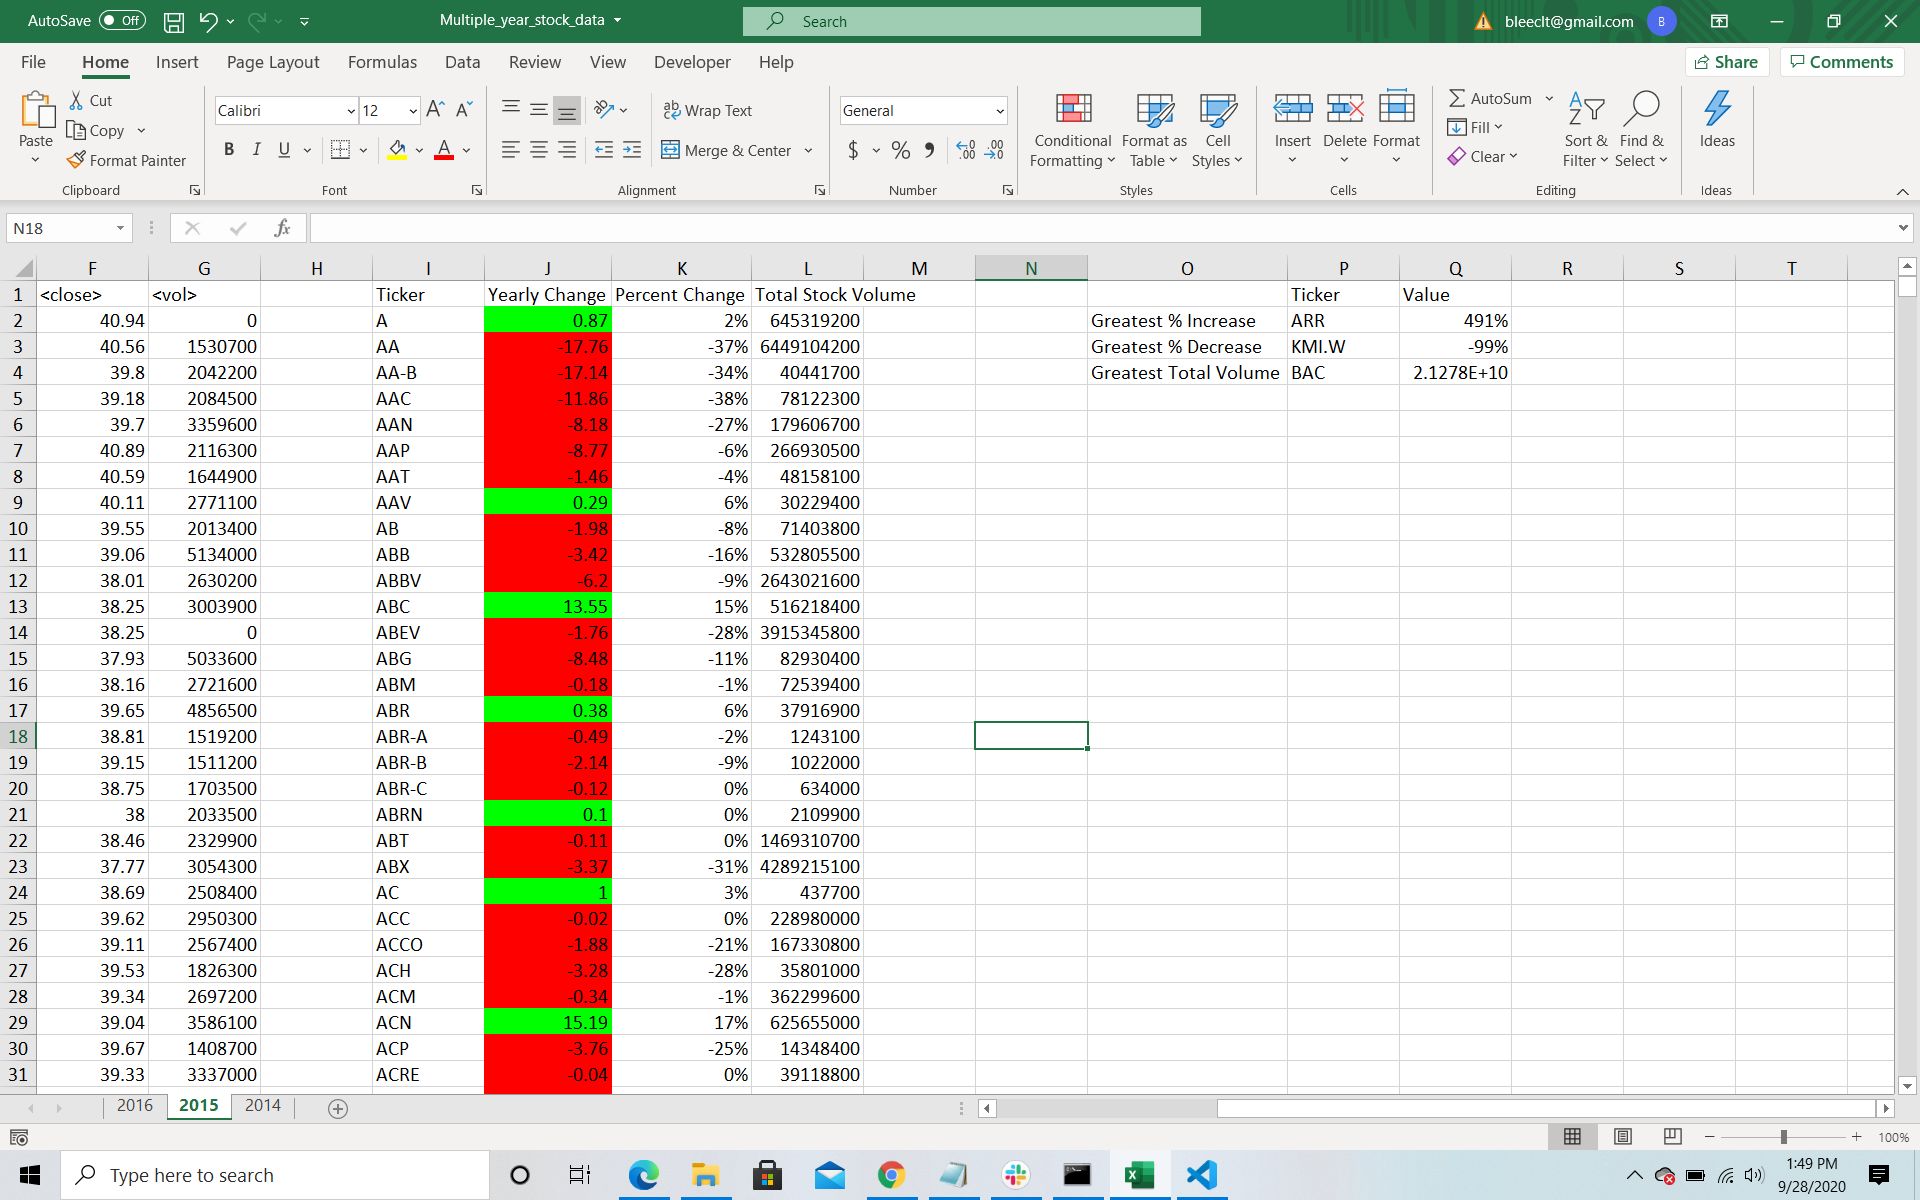 AutoSave Off Multiple_year_stock_data Search bleeclt@gmail.com B
File Home Insert Page Layout Formulas Data Review View Developer Help Share Comments
Paste Cut Copy Format Painter Clipboard
Calibri 12 A A B I U A Font
ab Wrap Text Merge & Center Alignment
General $ % Number
Conditional Formatting Format as Table Cell Styles Styles
Insert Delete Format Cells
AutoSum Fill Clear Sort & Filter Find & Select Editing
Ideas Ideas
N18 fx
F G H I J K L M N O P Q R S T
1 <close> <vol> Ticker Yearly Change Percent Change Total Stock Volume Ticker Value
2 40.94 0 A 0.87 2% 645319200 Greatest % Increase ARR 491%
3 40.56 1530700 AA -17.76 -37% 6449104200 Greatest % Decrease KMI.W -99%
4 39.8 2042200 AA-B -17.14 -34% 40441700 Greatest Total Volume BAC 2.1278E+10
5 39.18 2084500 AAC -11.86 -38% 78122300
6 39.7 3359600 AAN -8.18 -27% 179606700
7 40.89 2116300 AAP -8.77 -6% 266930500
8 40.59 1644900 AAT -1.46 -4% 48158100
9 40.11 2771100 AAV 0.29 6% 30229400
10 39.55 2013400 AB -1.98 -8% 71403800
11 39.06 5134000 ABB -3.42 -16% 532805500
12 38.01 2630200 ABBV -6.2 -9% 2643021600
13 38.25 3003900 ABC 13.55 15% 516218400
14 38.25 0 ABEV -1.76 -28% 3915345800
15 37.93 5033600 ABG -8.48 -11% 82930400
16 38.16 2721600 ABM -0.18 -1% 72539400
17 39.65 4856500 ABR 0.38 6% 37916900
18 38.81 1519200 ABR-A -0.49 -2% 1243100
19 39.15 1511200 ABR-B -2.14 -9% 1022000
20 38.75 1703500 ABR-C -0.12 0% 634000
21 38 2033500 ABRN 0.1 0% 2109900
22 38.46 2329900 ABT -0.11 0% 1469310700
23 37.77 3054300 ABX -3.37 -31% 4289215100
24 38.69 2508400 AC 1 3% 437700
25 39.62 2950300 ACC -0.02 0% 228980000
26 39.11 2567400 ACCO -1.88 -21% 167330800
27 39.53 1826300 ACH -3.28 -28% 35801000
28 39.34 2697200 ACM -0.34 -1% 362299600
29 39.04 3586100 ACN 15.19 17% 625655000
30 39.67 1408700 ACP -3.76 -25% 14348400
31 39.33 3337000 ACRE -0.04 0% 39118800
2016 2015 2014
100%
Type here to search 1:49 PM
9/28/2020